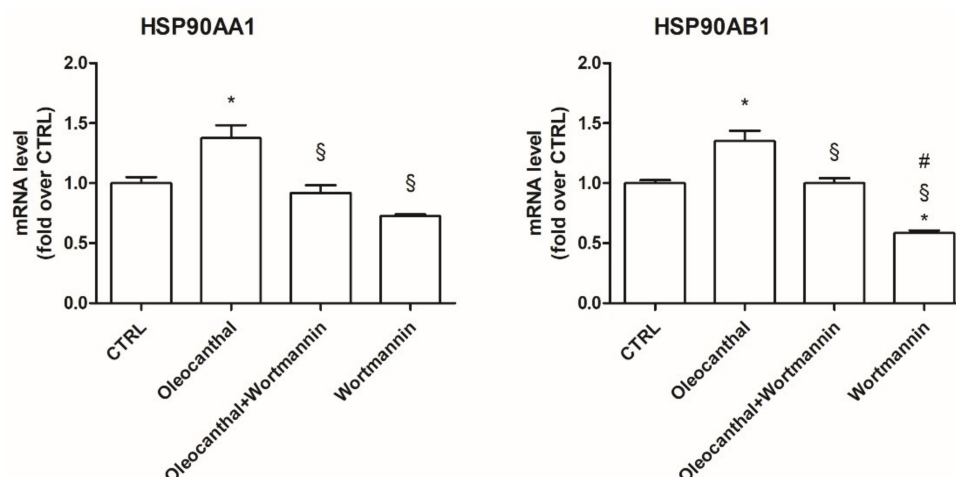 HSP90AA1
mRNA level
(fold over CTRL)
2.0
1.5
1.0
0.5
0.0
*
§
§
CTRL
Oleocanthal
Oleocanthal+Wortmannin
Wortmannin
HSP90AB1
mRNA level
(fold over CTRL)
2.0
1.5
1.0
0.5
0.0
*
§
#
§
*
CTRL
Oleocanthal
Oleocanthal+Wortmannin
Wortmannin